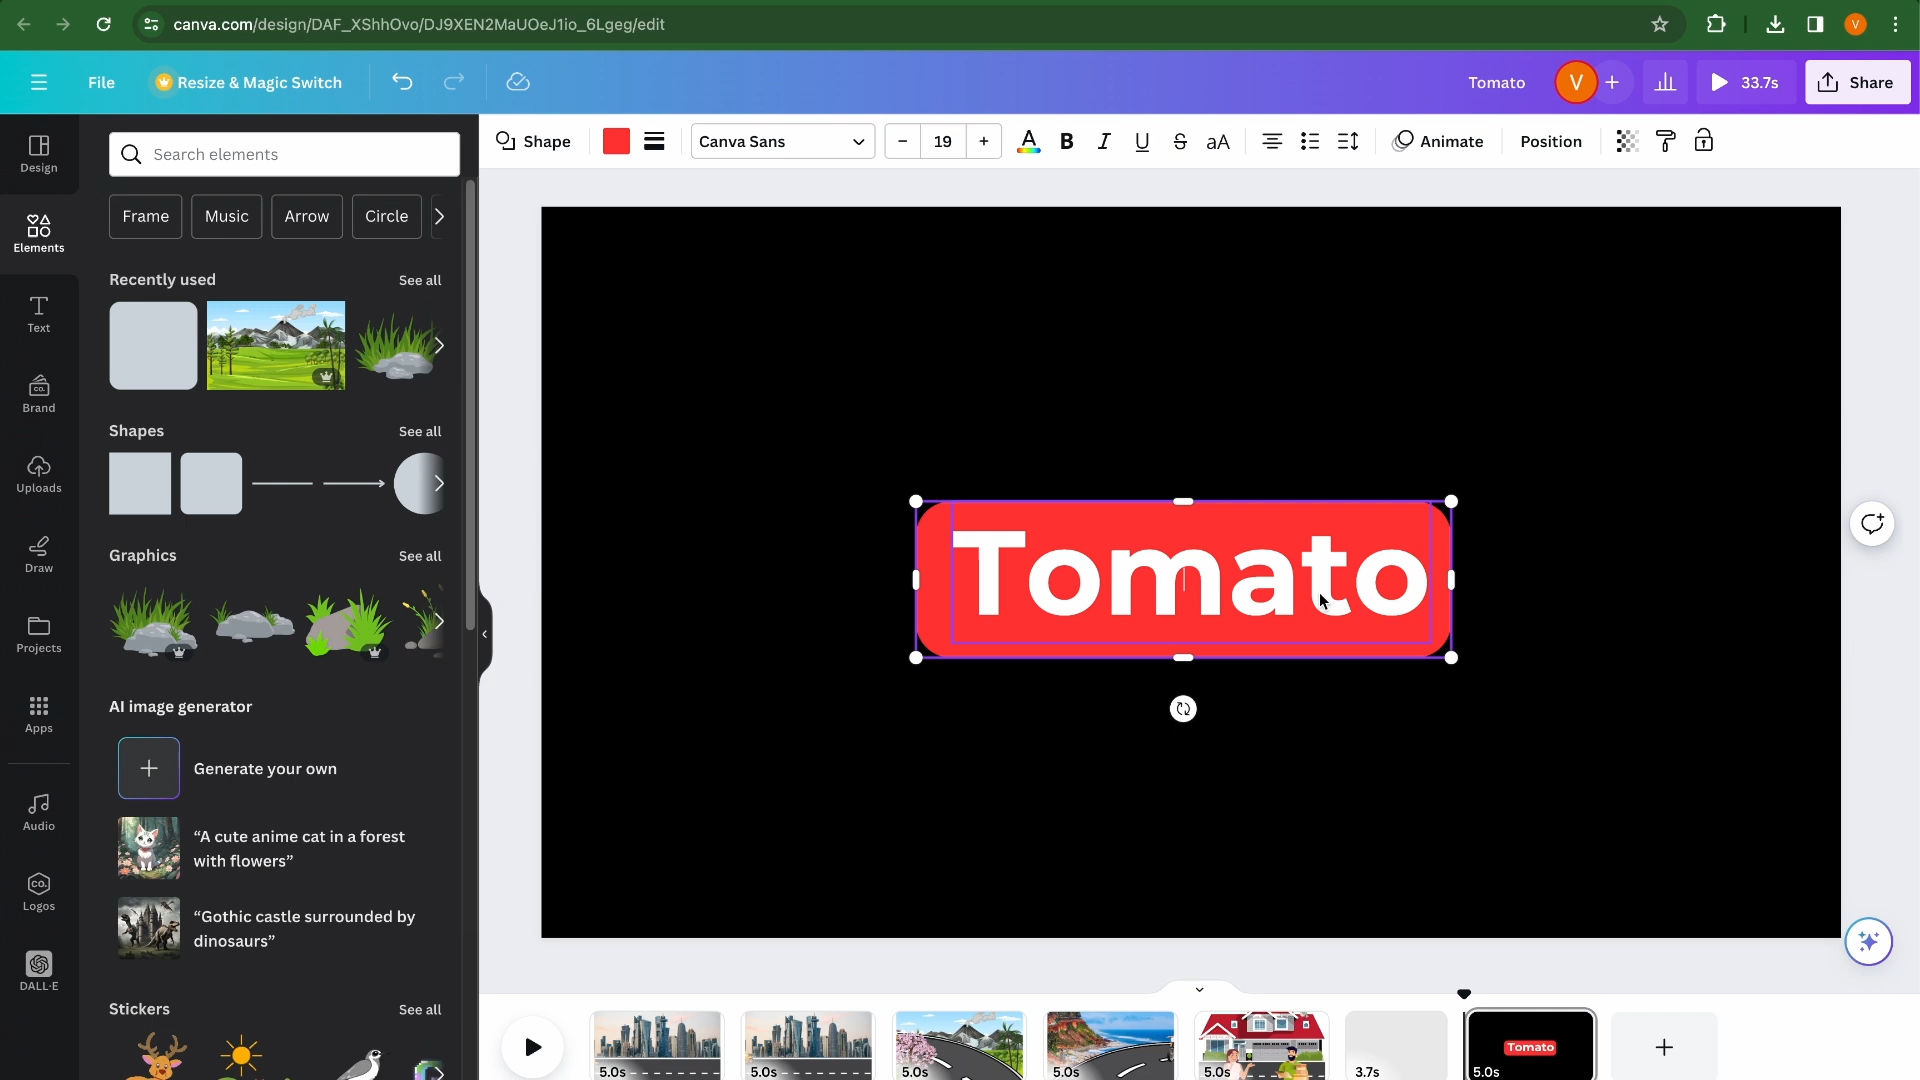 canva.com/design/DAF_XShhOvo/DJ9XEN2MaUOeJ1io_6Lgeg/edit
V
File
Resize & Magic Switch
Tomato
V
33.7s
Share
Design
Elements
Text
Brand
Uploads
Draw
Projects
Apps
Audio
Logos
DALL·E
Search elements
Frame
Music
Arrow
Circle
Recently used
See all
Shapes
See all
Graphics
See all
AI image generator
Generate your own
“A cute anime cat in a forest
with flowers”
“Gothic castle surrounded by
dinosaurs”
Stickers
See all
Shape
Canva Sans
19
A
B
I
U
S
aA
Animate
Position
Tomato
5.0s
5.0s
5.0s
5.0s
5.0s
3.7s
Tomato
5.0s
CO.
CO.